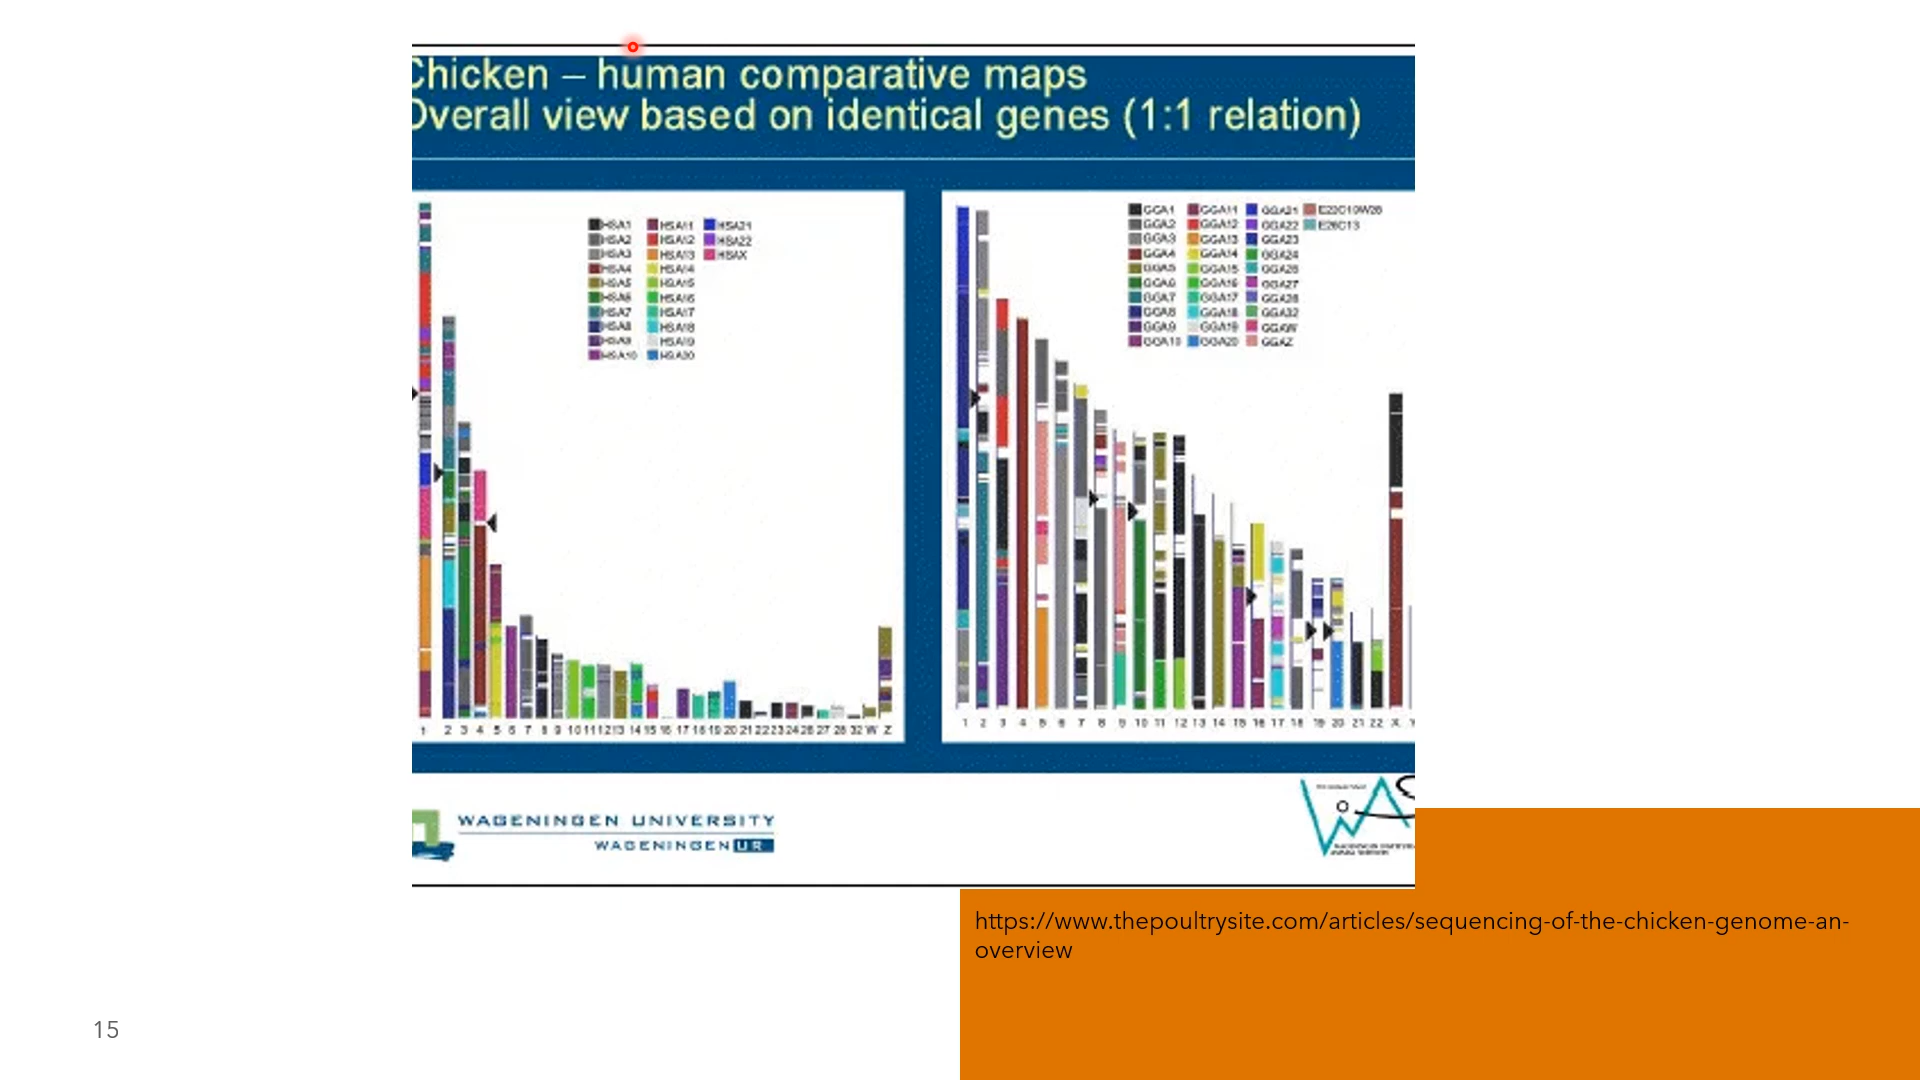 Chicken – human comparative maps
Overall view based on identical genes (1:1 relation)
HSA1 HSA11 HSA21
HSA2 HSA12 HSA22
HSA3 HSA13 HSAX
HSA4 HSA14
HSA5 HSA15
HSA6 HSA16
HSA7 HSA17
HSA8 HSA18
HSA9 HSA19
HSA10 HSA20
1 2 3 4 5 6 7 8 9 10 11 12 13 14 15 16 17 18 19 20 21 22 23 24 26 27 28 32 W Z
GGA1 GGA11 GGA21 E22C19W28
GGA2 GGA12 GGA22 E26C13
GGA3 GGA13 GGA23
GGA4 GGA14 GGA24
GGA5 GGA15 GGA26
GGA6 GGA16 GGA27
GGA7 GGA17 GGA28
GGA8 GGA18 GGA32
GGA9 GGA19 GGAW
GGA10 GGA20 GGAZ
1 2 3 4 5 6 7 8 9 10 11 12 13 14 15 16 17 18 19 20 21 22 X Y
WAGENINGEN UNIVERSITY
WAGENINGEN UR
https://www.thepoultrysite.com/articles/sequencing-of-the-chicken-genome-an-
overview
15